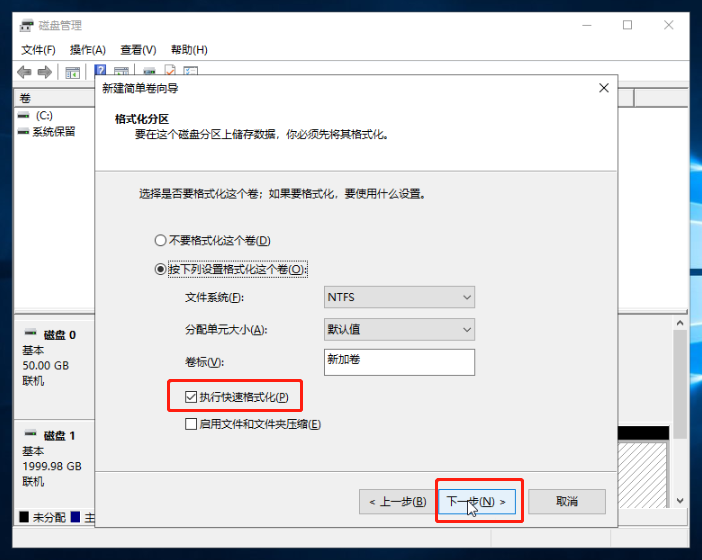 磁盘管理
文件(F) 操作(A) 查看(V) 帮助(H)
卷
(C:)
系统保留
新建简单卷向导
格式化分区
要在这个磁盘分区上储存数据，你必须先将其格式化。
选择是否要格式化这个卷；如果要格式化，要使用什么设置。
不要格式化这个卷(D)
按下列设置格式化这个卷(O):
文件系统(F): NTFS
分配单元大小(A): 默认值
卷标(V): 新加卷
执行快速格式化(P)
启用文件和文件夹压缩(E)
< 上一步(B) 下一步(N) > 取消
磁盘 0
基本
50.00 GB
联机
磁盘 1
基本
1999.98 GB
联机
未分配 主